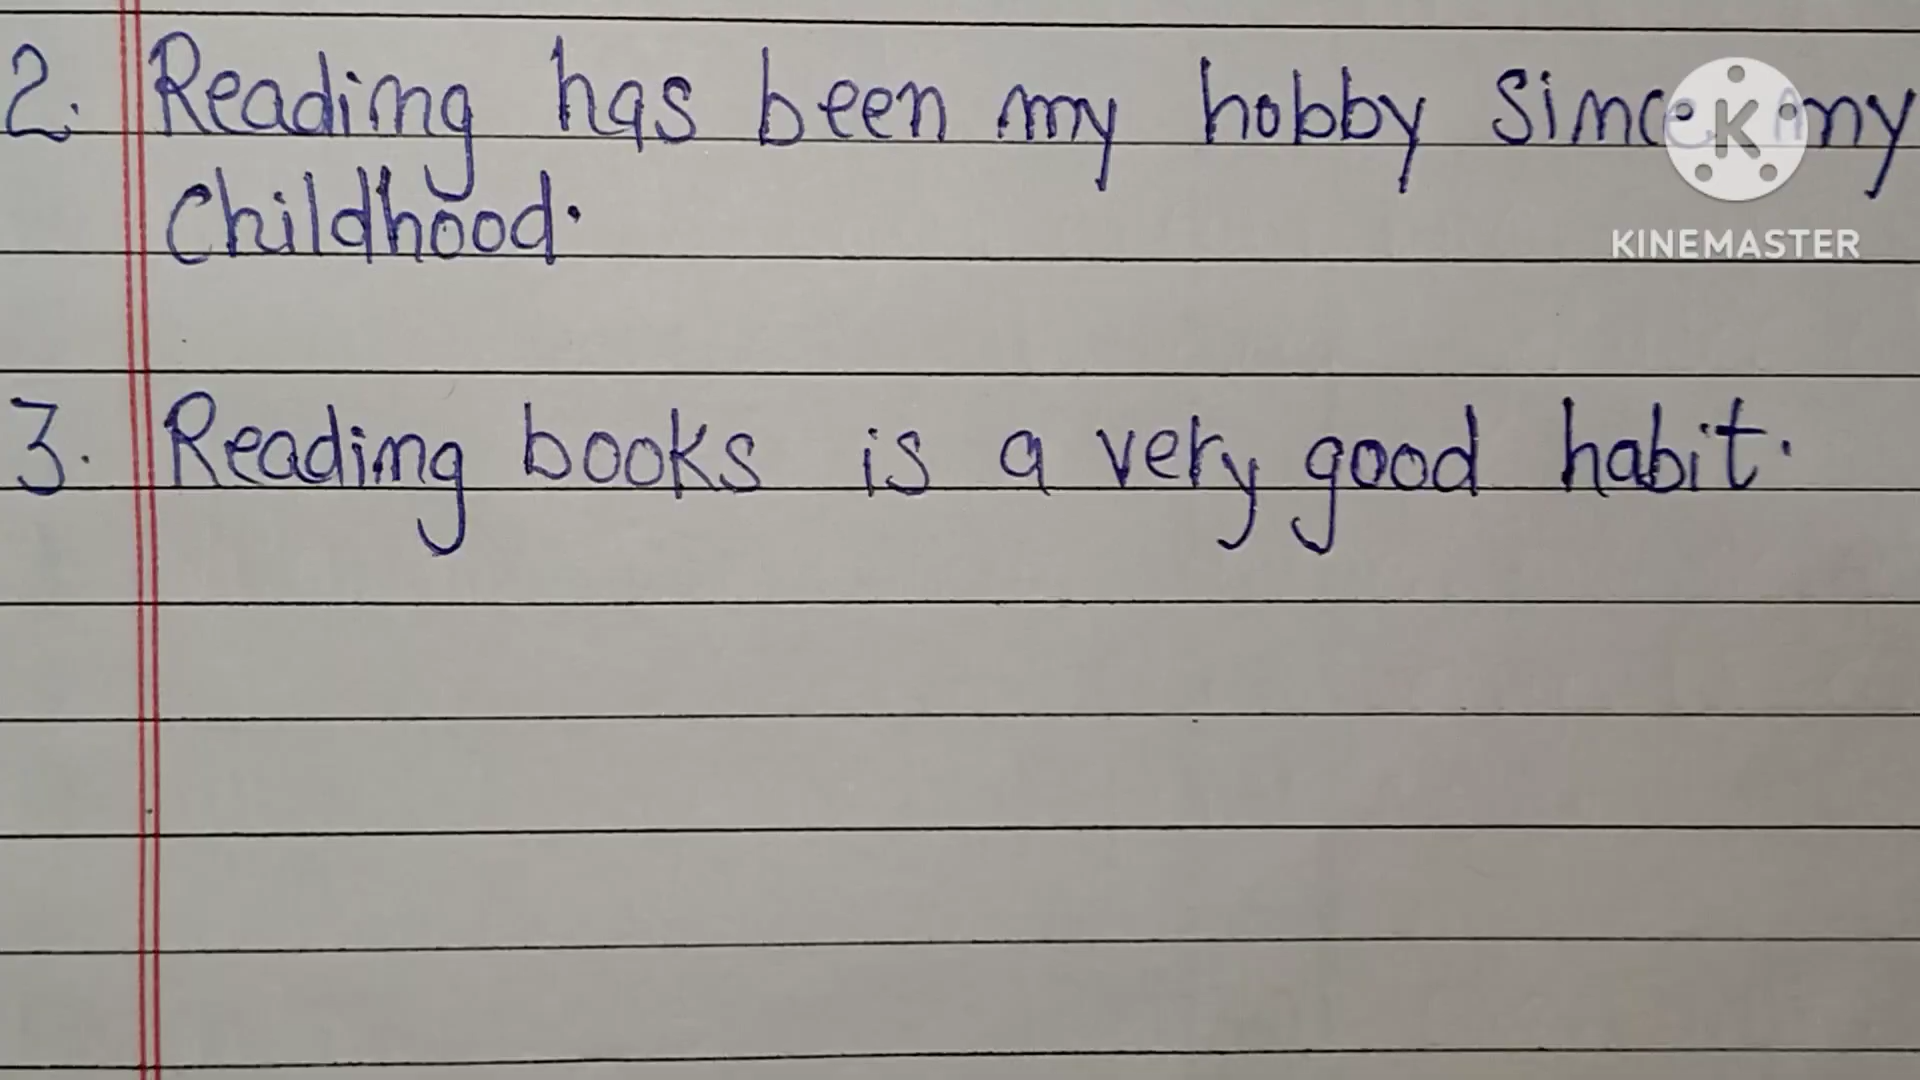 2. Reading has been my hobby since my
childhood.
K
KINEMASTER
3. Reading books is a very good habit.